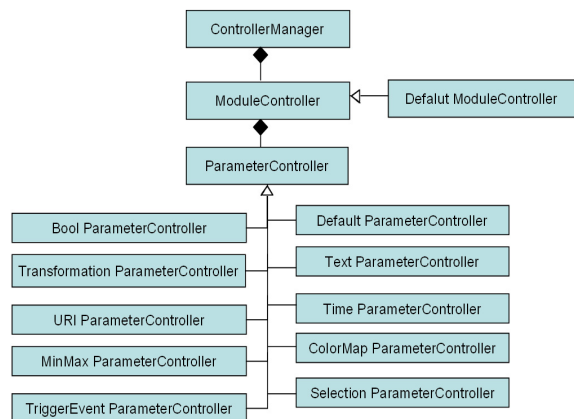 ControllerManager
ModuleController
Defalut ModuleController
ParameterController
Bool ParameterController
Default ParameterController
Transformation ParameterController
Text ParameterController
URI ParameterController
Time ParameterController
MinMax ParameterController
ColorMap ParameterController
TriggerEvent ParameterController
Selection ParameterController